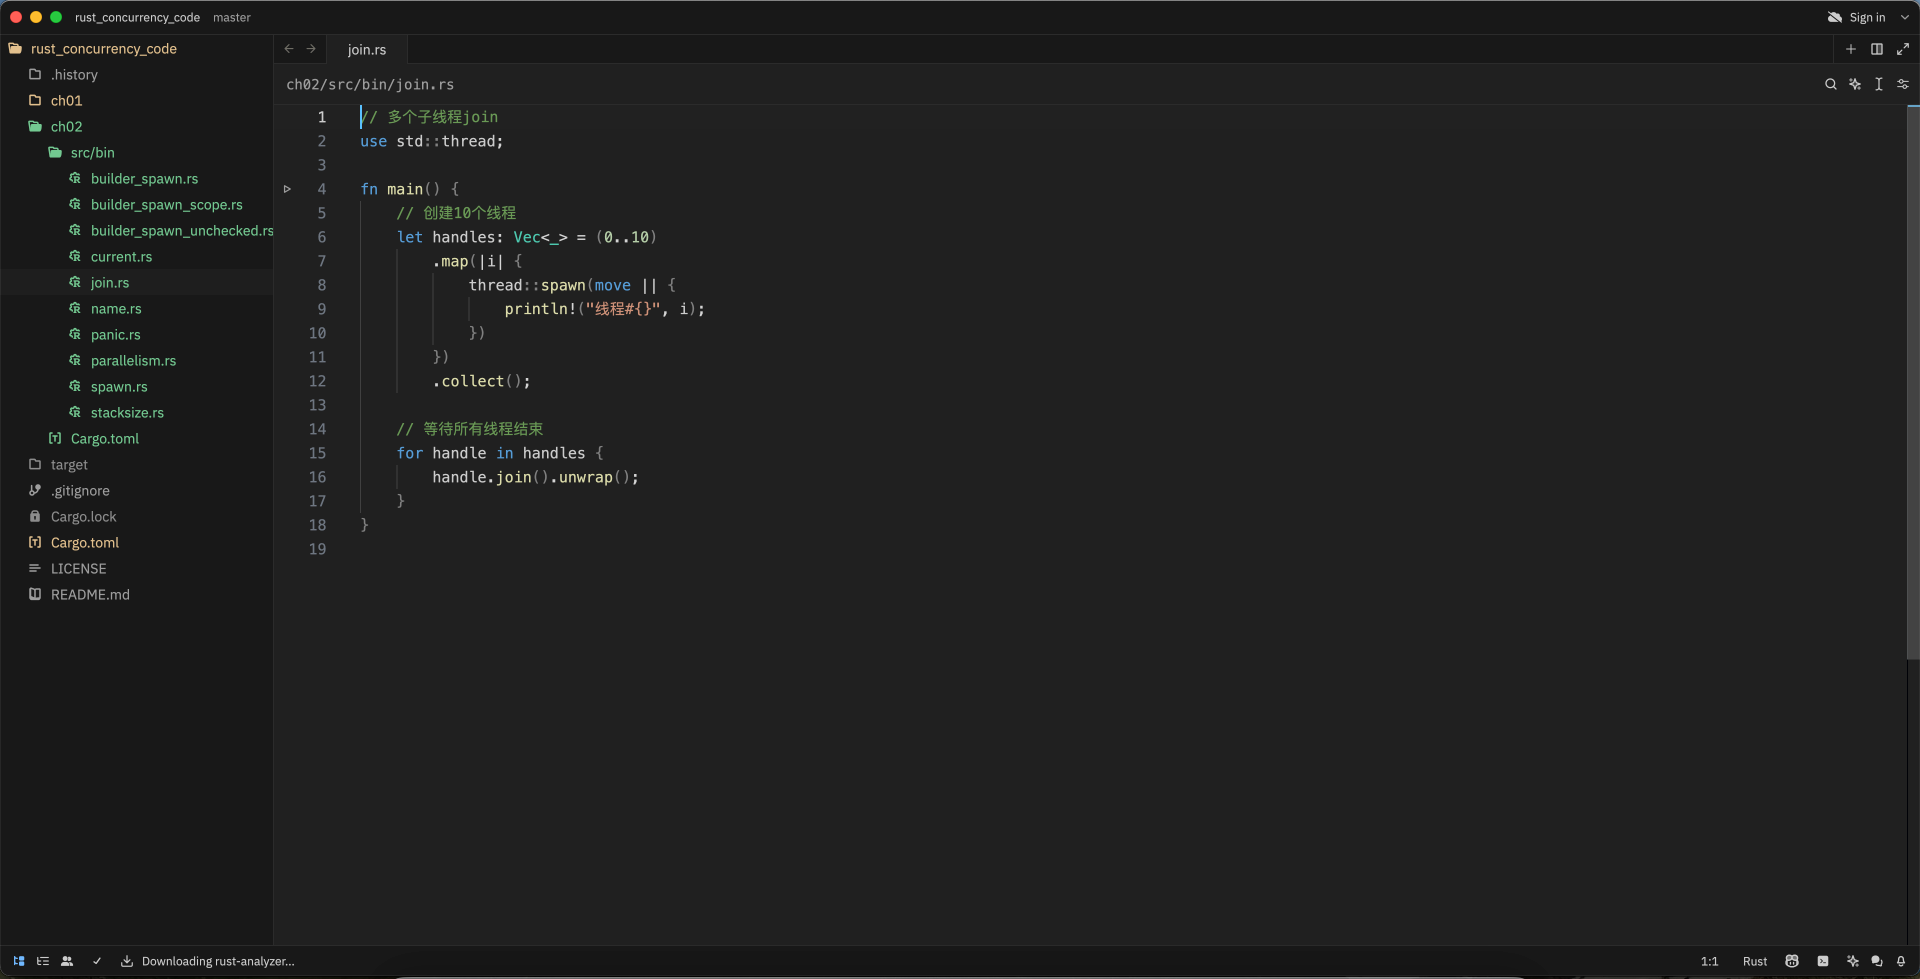 rust_concurrency_code master
Sign in
rust_concurrency_code
.history
ch01
ch02
src/bin
builder_spawn.rs
builder_spawn_scope.rs
builder_spawn_unchecked.rs
current.rs
join.rs
name.rs
panic.rs
parallelism.rs
spawn.rs
stacksize.rs
Cargo.toml
target
.gitignore
Cargo.lock
Cargo.toml
LICENSE
README.md
join.rs
ch02/src/bin/join.rs
1 // 多个子线程join
2 use std::thread;
3
4 fn main() {
5     // 创建10个线程
6     let handles: Vec<_> = (0..10)
7         .map(|i| {
8             thread::spawn(move || {
9                 println!("线程#{}", i);
10             })
11         })
12         .collect();
13
14     // 等待所有线程结束
15     for handle in handles {
16         handle.join().unwrap();
17     }
18 }
19
Downloading rust-analyzer...
1:1 Rust